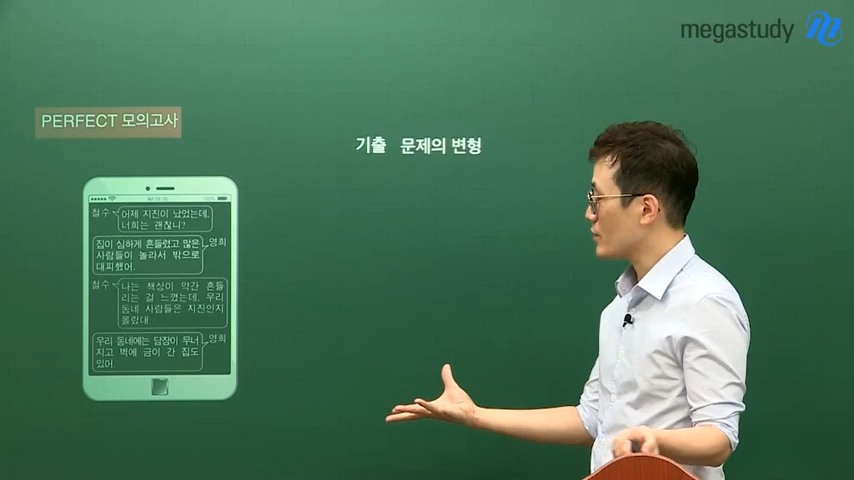 megastudy
PERFECT 모의고사
기출 문제의 변형
철수
어제 지진이 났었는데,
너희는 괜찮니?
영희
집이 심하게 흔들렸고 많은
사람들이 놀라서 밖으로
대피했어.
철수
나는 책상이 약간 흔들
리는 걸 느꼈는데, 우리
동네 사람들은 지진인지
몰랐대.
영희
우리 동네에는 담장이 무너
지고 벽에 금이 간 집도
있어.